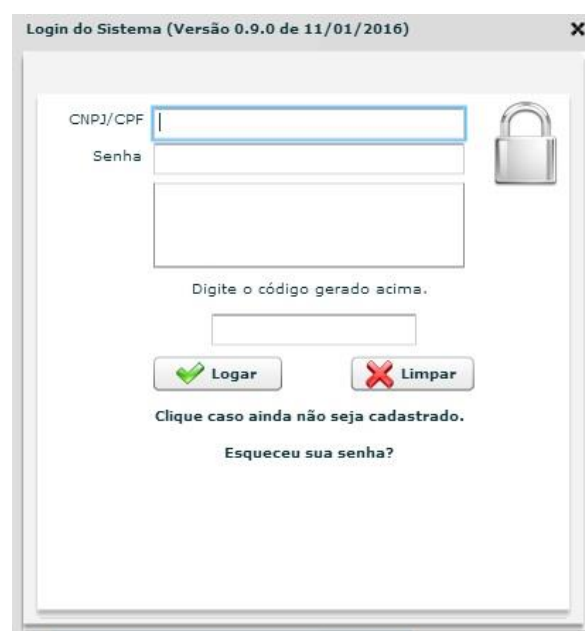 Login do Sistema (Versão 0.9.0 de 11/01/2016)
CNPJ/CPF
Senha
Digite o código gerado acima.
Logar
Limpar
Clique caso ainda não seja cadastrado.
Esqueceu sua senha?